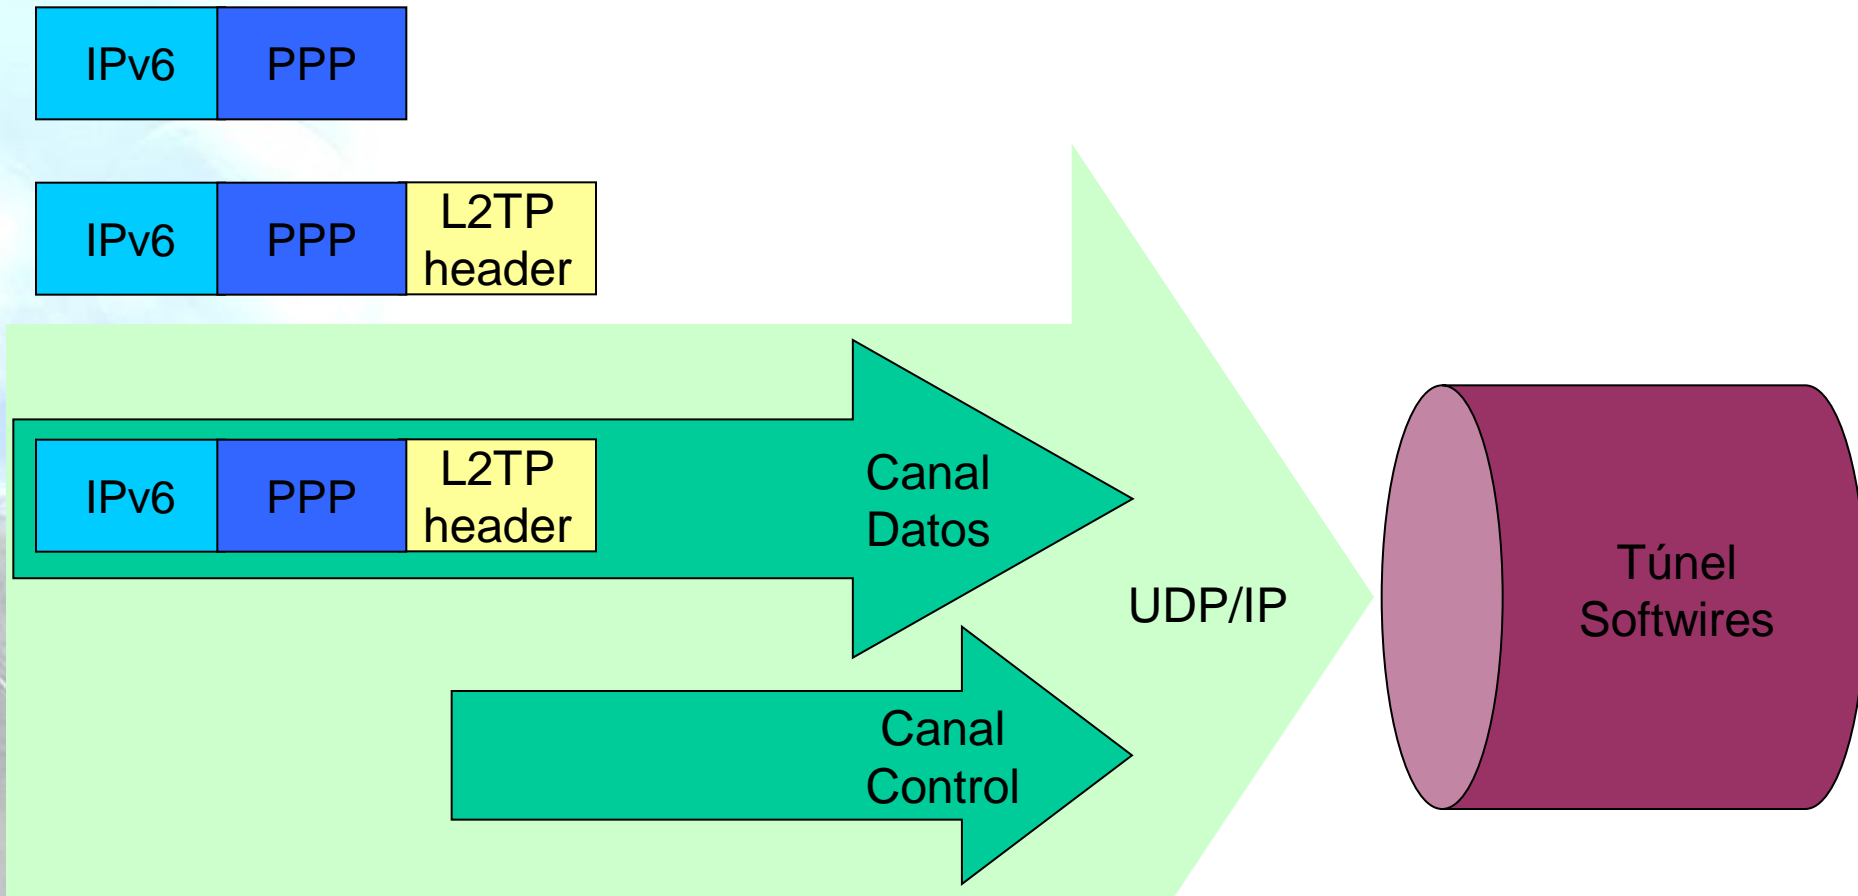 IPv6 PPP
IPv6 PPP L2TP
header
IPv6 PPP L2TP
header
Canal
Datos
UDP/IP
Canal
Control
Túnel
Softwires